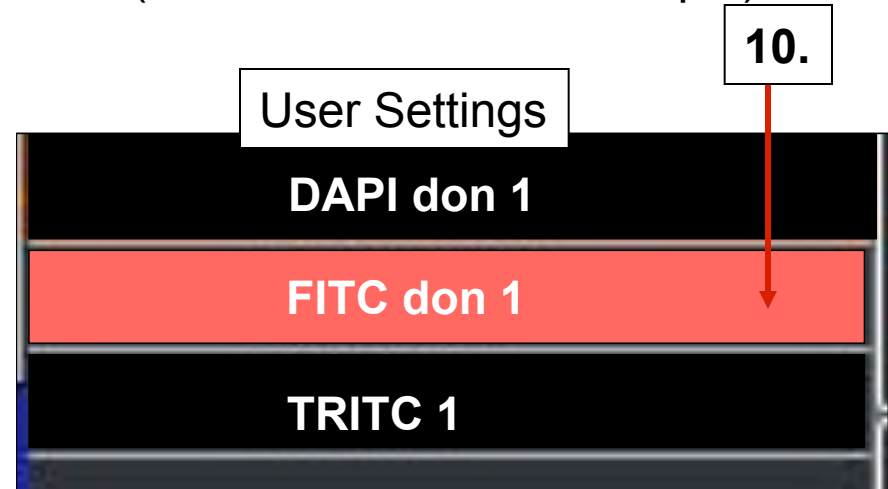 10.
User Settings
DAPI don 1
FITC don 1
TRITC 1